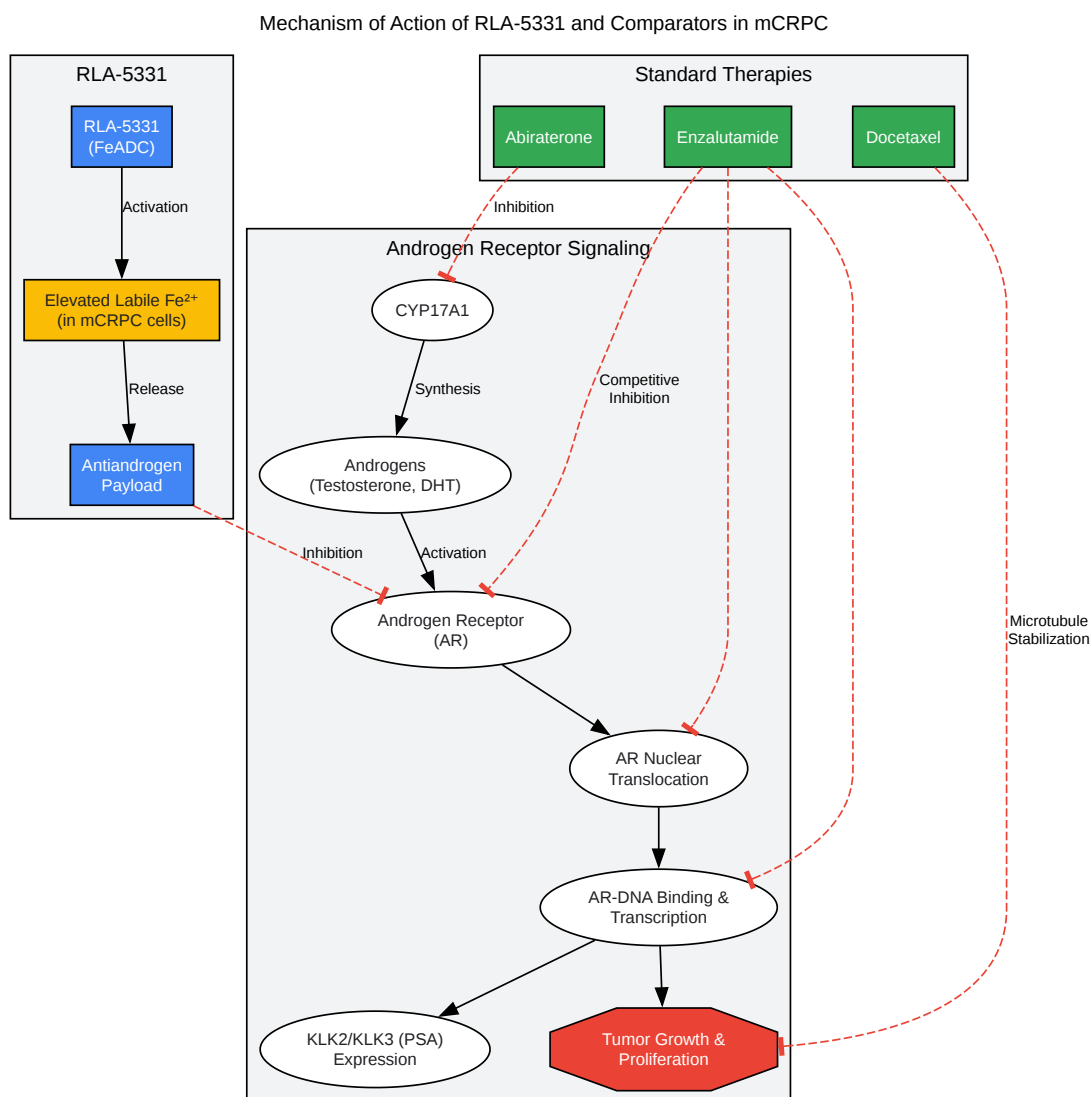 Mechanism of Action of RLA-5331 and Comparators in mCRPC
RLA-5331
RLA-5331
(FeADC)
Activation
Elevated Labile Fe²⁺
(in mCRPC cells)
Release
Antiandrogen
Payload
Inhibition
Standard Therapies
Abiraterone
Enzalutamide
Docetaxel
Inhibition
Androgen Receptor Signaling
CYP17A1
Synthesis
Competitive
Inhibition
Androgens
(Testosterone, DHT)
Activation
Androgen Receptor
(AR)
Microtubule
Stabilization
AR Nuclear
Translocation
AR-DNA Binding &
Transcription
KLK2/KLK3 (PSA)
Expression
Tumor Growth &
Proliferation